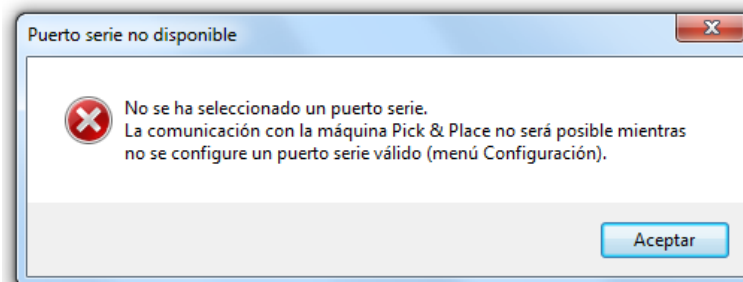 Puerto serie no disponible
No se ha seleccionado un puerto serie.
La comunicación con la máquina Pick & Place no será posible mientras
no se configure un puerto serie válido (menú Configuración).
Aceptar